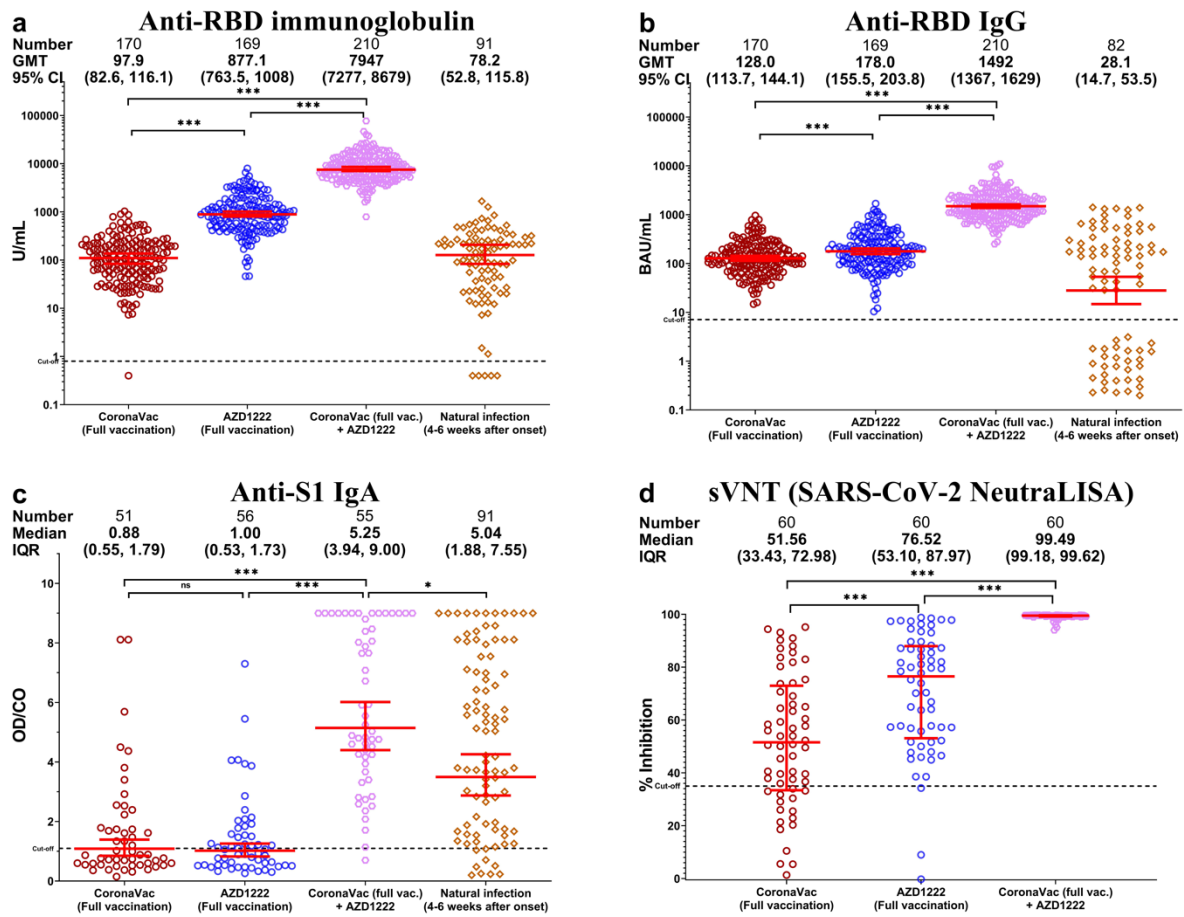 a
Anti-RBD immunoglobulin
Number 170 169 210 91
GMT 97.9 877.1 7947 78.2
95% CI (82.6, 116.1) (763.5, 1008) (7277, 8679) (52.8, 115.8)
***
***
***
100000
10000
1000
100
10
1
0.1
U/mL
Cut-off
CoronaVac (Full vaccination)
AZD1222 (Full vaccination)
CoronaVac (full vac.) + AZD1222
Natural infection (4-6 weeks after onset)
b
Anti-RBD IgG
Number 170 169 210 82
GMT 128.0 178.0 1492 28.1
95% CI (113.7, 144.1) (155.5, 203.8) (1367, 1629) (14.7, 53.5)
***
***
***
100000
10000
1000
100
10
1
0.1
BAU/mL
Cut-off
CoronaVac (Full vaccination)
AZD1222 (Full vaccination)
CoronaVac (full vac.) + AZD1222
Natural infection (4-6 weeks after onset)
c
Anti-S1 IgA
Number 51 56 55 91
Median 0.88 1.00 5.25 5.04
IQR (0.55, 1.79) (0.53, 1.73) (3.94, 9.00) (1.88, 7.55)
***
ns
***
*
10
8
6
4
2
0
OD/CO
Cut-off
CoronaVac (Full vaccination)
AZD1222 (Full vaccination)
CoronaVac (full vac.) + AZD1222
Natural infection (4-6 weeks after onset)
d
sVNT (SARS-CoV-2 NeutraLISA)
Number 60 60 60
Median 51.56 76.52 99.49
IQR (33.43, 72.98) (53.10, 87.97) (99.18, 99.62)
***
***
***
100
80
60
40
20
0
% Inhibition
Cut-off
CoronaVac (Full vaccination)
AZD1222 (Full vaccination)
CoronaVac (full vac.) + AZD1222